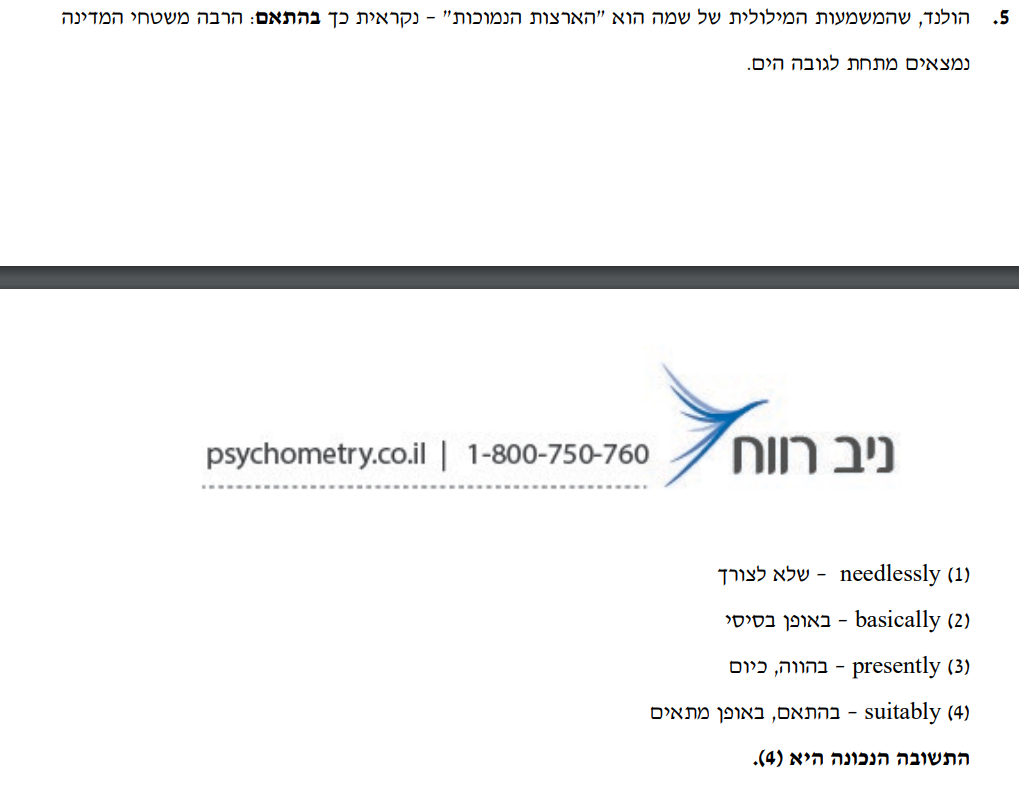 5. הולנד, שהמשמעות המילולית של שמה הוא "הארצות הנמוכות" – נקראית כך בהתאם: הרבה משטחי המדינה
נמצאים מתחת לגובה הים.
ניב רווח
psychometry.co.il | 1-800-750-760
(1) needlessly – שלא לצורך
(2) basically – באופן בסיסי
(3) presently – בהווה, כיום
(4) suitably – בהתאם, באופן מתאים
התשובה הנכונה היא (4).